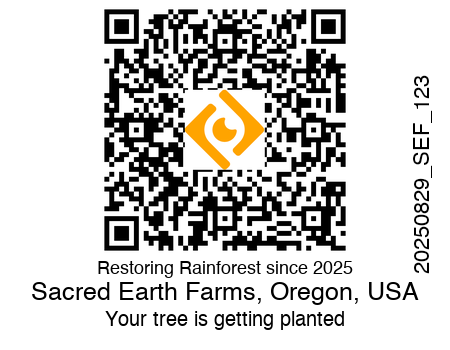 Restoring Rainforest since 2025
Sacred Earth Farms, Oregon, USA
Your tree is getting planted
20250829_SEF_123